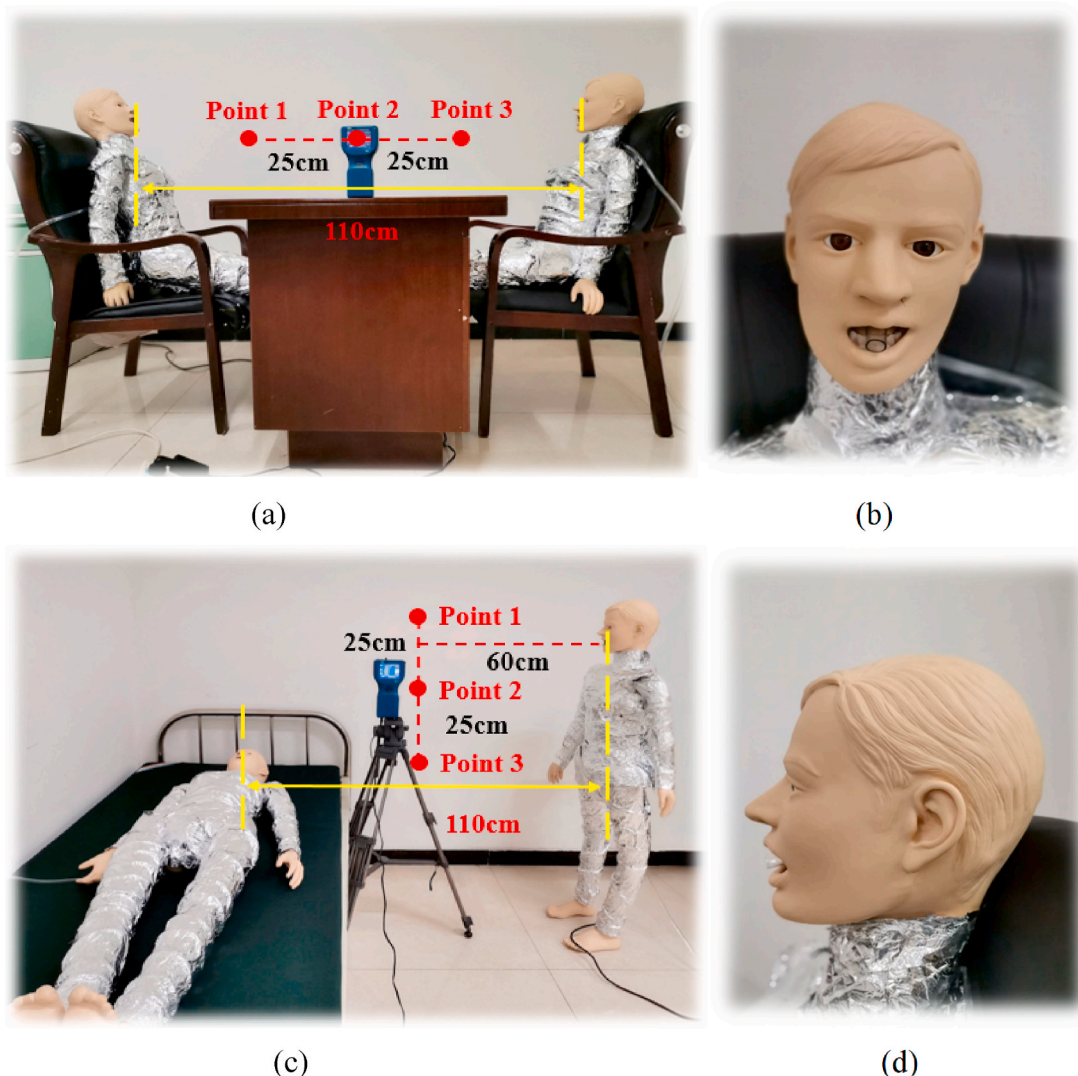 Point 1 Point 2 Point 3
25cm 25cm
110cm
(a)
(b)
Point 1
25cm
60cm
Point 2
25cm
Point 3
110cm
(c)
(d)